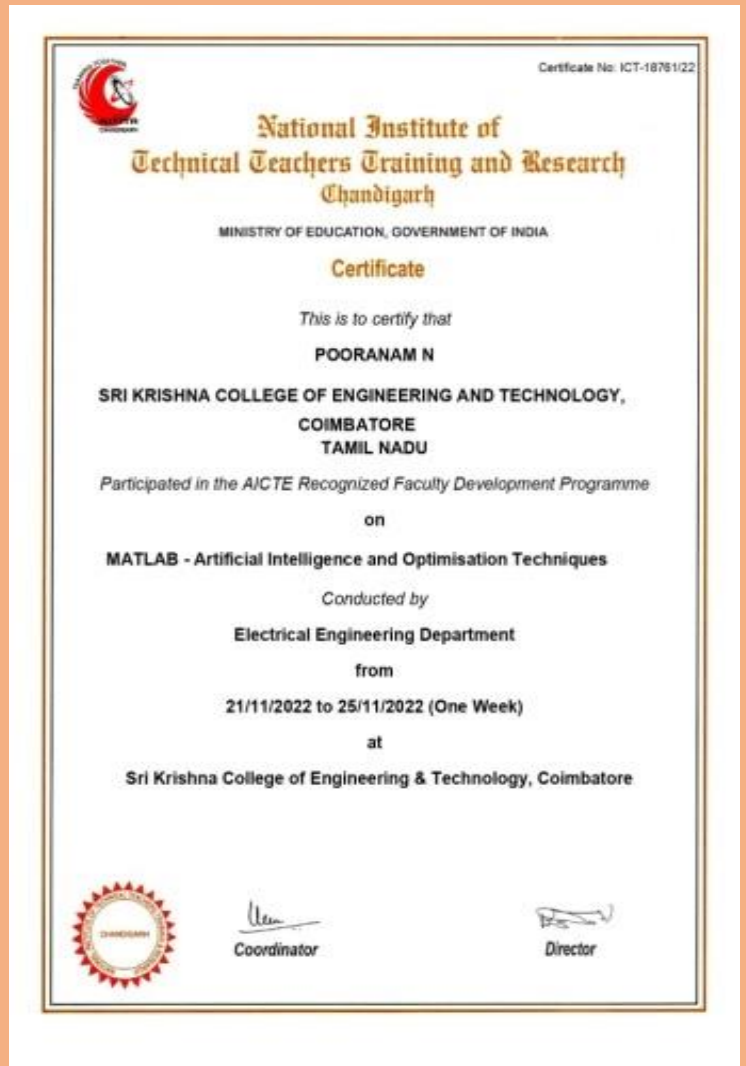 Certificate No: ICT-18761/22
National Institute of
Technical Teachers Training and Research
Chandigarh
MINISTRY OF EDUCATION, GOVERNMENT OF INDIA
Certificate
This is to certify that
POORANAM N
SRI KRISHNA COLLEGE OF ENGINEERING AND TECHNOLOGY,
COIMBATORE
TAMIL NADU
Participated in the AICTE Recognized Faculty Development Programme
on
MATLAB - Artificial Intelligence and Optimisation Techniques
Conducted by
Electrical Engineering Department
from
21/11/2022 to 25/11/2022 (One Week)
at
Sri Krishna College of Engineering & Technology, Coimbatore
CHANDIGARH
Coordinator
Director